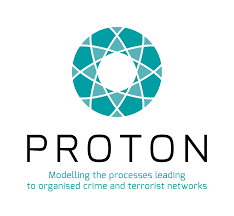 PROTON
Modelling the processes leading
to organised crime and terrorist networks